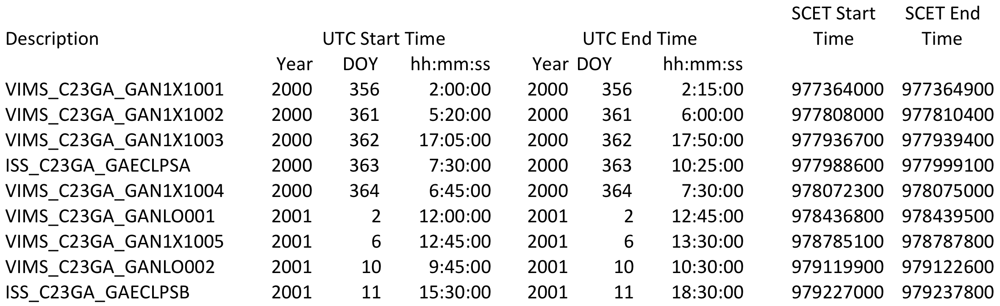 SCET Start SCET End
Description UTC Start Time UTC End Time Time Time
Year DOY hh:mm:ss Year DOY hh:mm:ss
VIMS_C23GA_GAN1X1001 2000 356 2:00:00 2000 356 2:15:00 977364000 977364900
VIMS_C23GA_GAN1X1002 2000 361 5:20:00 2000 361 6:00:00 977808000 977810400
VIMS_C23GA_GAN1X1003 2000 362 17:05:00 2000 362 17:50:00 977936700 977939400
ISS_C23GA_GAECLPSA 2000 363 7:30:00 2000 363 10:25:00 977988600 977999100
VIMS_C23GA_GAN1X1004 2000 364 6:45:00 2000 364 7:30:00 978072300 978075000
VIMS_C23GA_GANLO001 2001 2 12:00:00 2001 2 12:45:00 978436800 978439500
VIMS_C23GA_GAN1X1005 2001 6 12:45:00 2001 6 13:30:00 978785100 978787800
VIMS_C23GA_GANLO002 2001 10 9:45:00 2001 10 10:30:00 979119900 979122600
ISS_C23GA_GAECLPSB 2001 11 15:30:00 2001 11 18:30:00 979227000 979237800